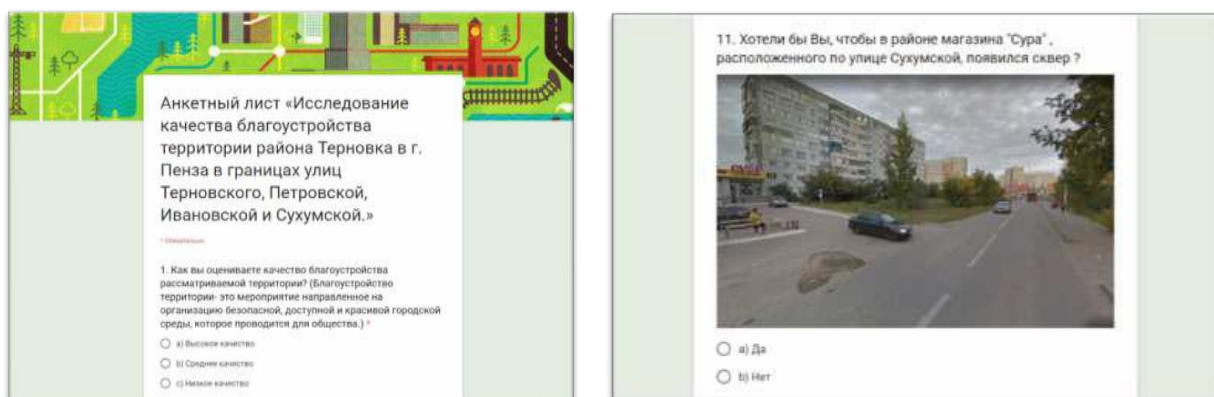 Анкетный лист «Исследование
качества благоустройства
территории района Терновка в г.
Пенза в границах улиц
Терновского, Петровской,
Ивановской и Сухумской.»
* Обязательно
1. Как вы оцениваете качество благоустройства
рассматриваемой территории? (Благоустройство
территории- это мероприятие направленное на
организацию безопасной, доступной и красивой городской
среды, которое проводится для общества.) *
a) Высокое качество
b) Среднее качество
c) Низкое качество
11. Хотели бы Вы, чтобы в районе магазина "Сура" ,
расположенного по улице Сухумской, появился сквер ?
a) Да
b) Нет